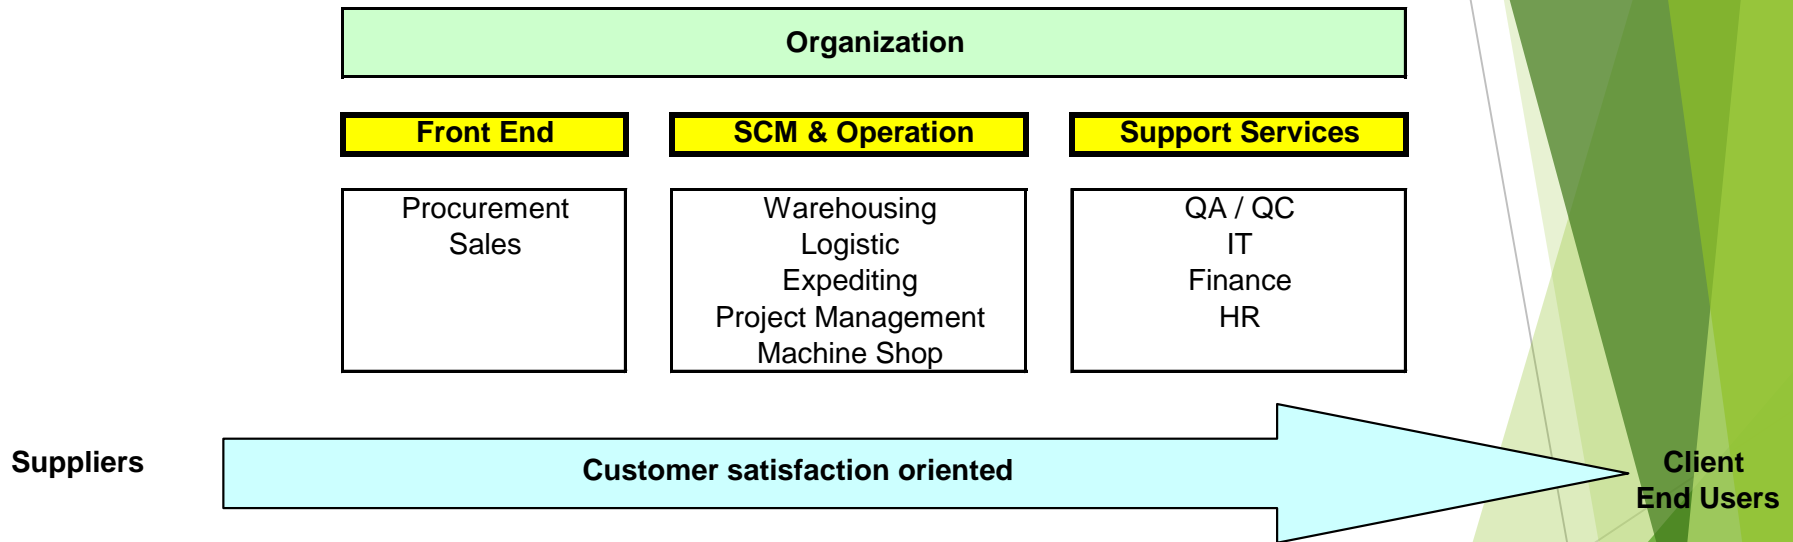 Organization
Front End
SCM & Operation
Support Services
Procurement
Sales
Warehousing
Logistic
Expediting
Project Management
Machine Shop
QA / QC
IT
Finance
HR
Suppliers
Customer satisfaction oriented
Client
End Users